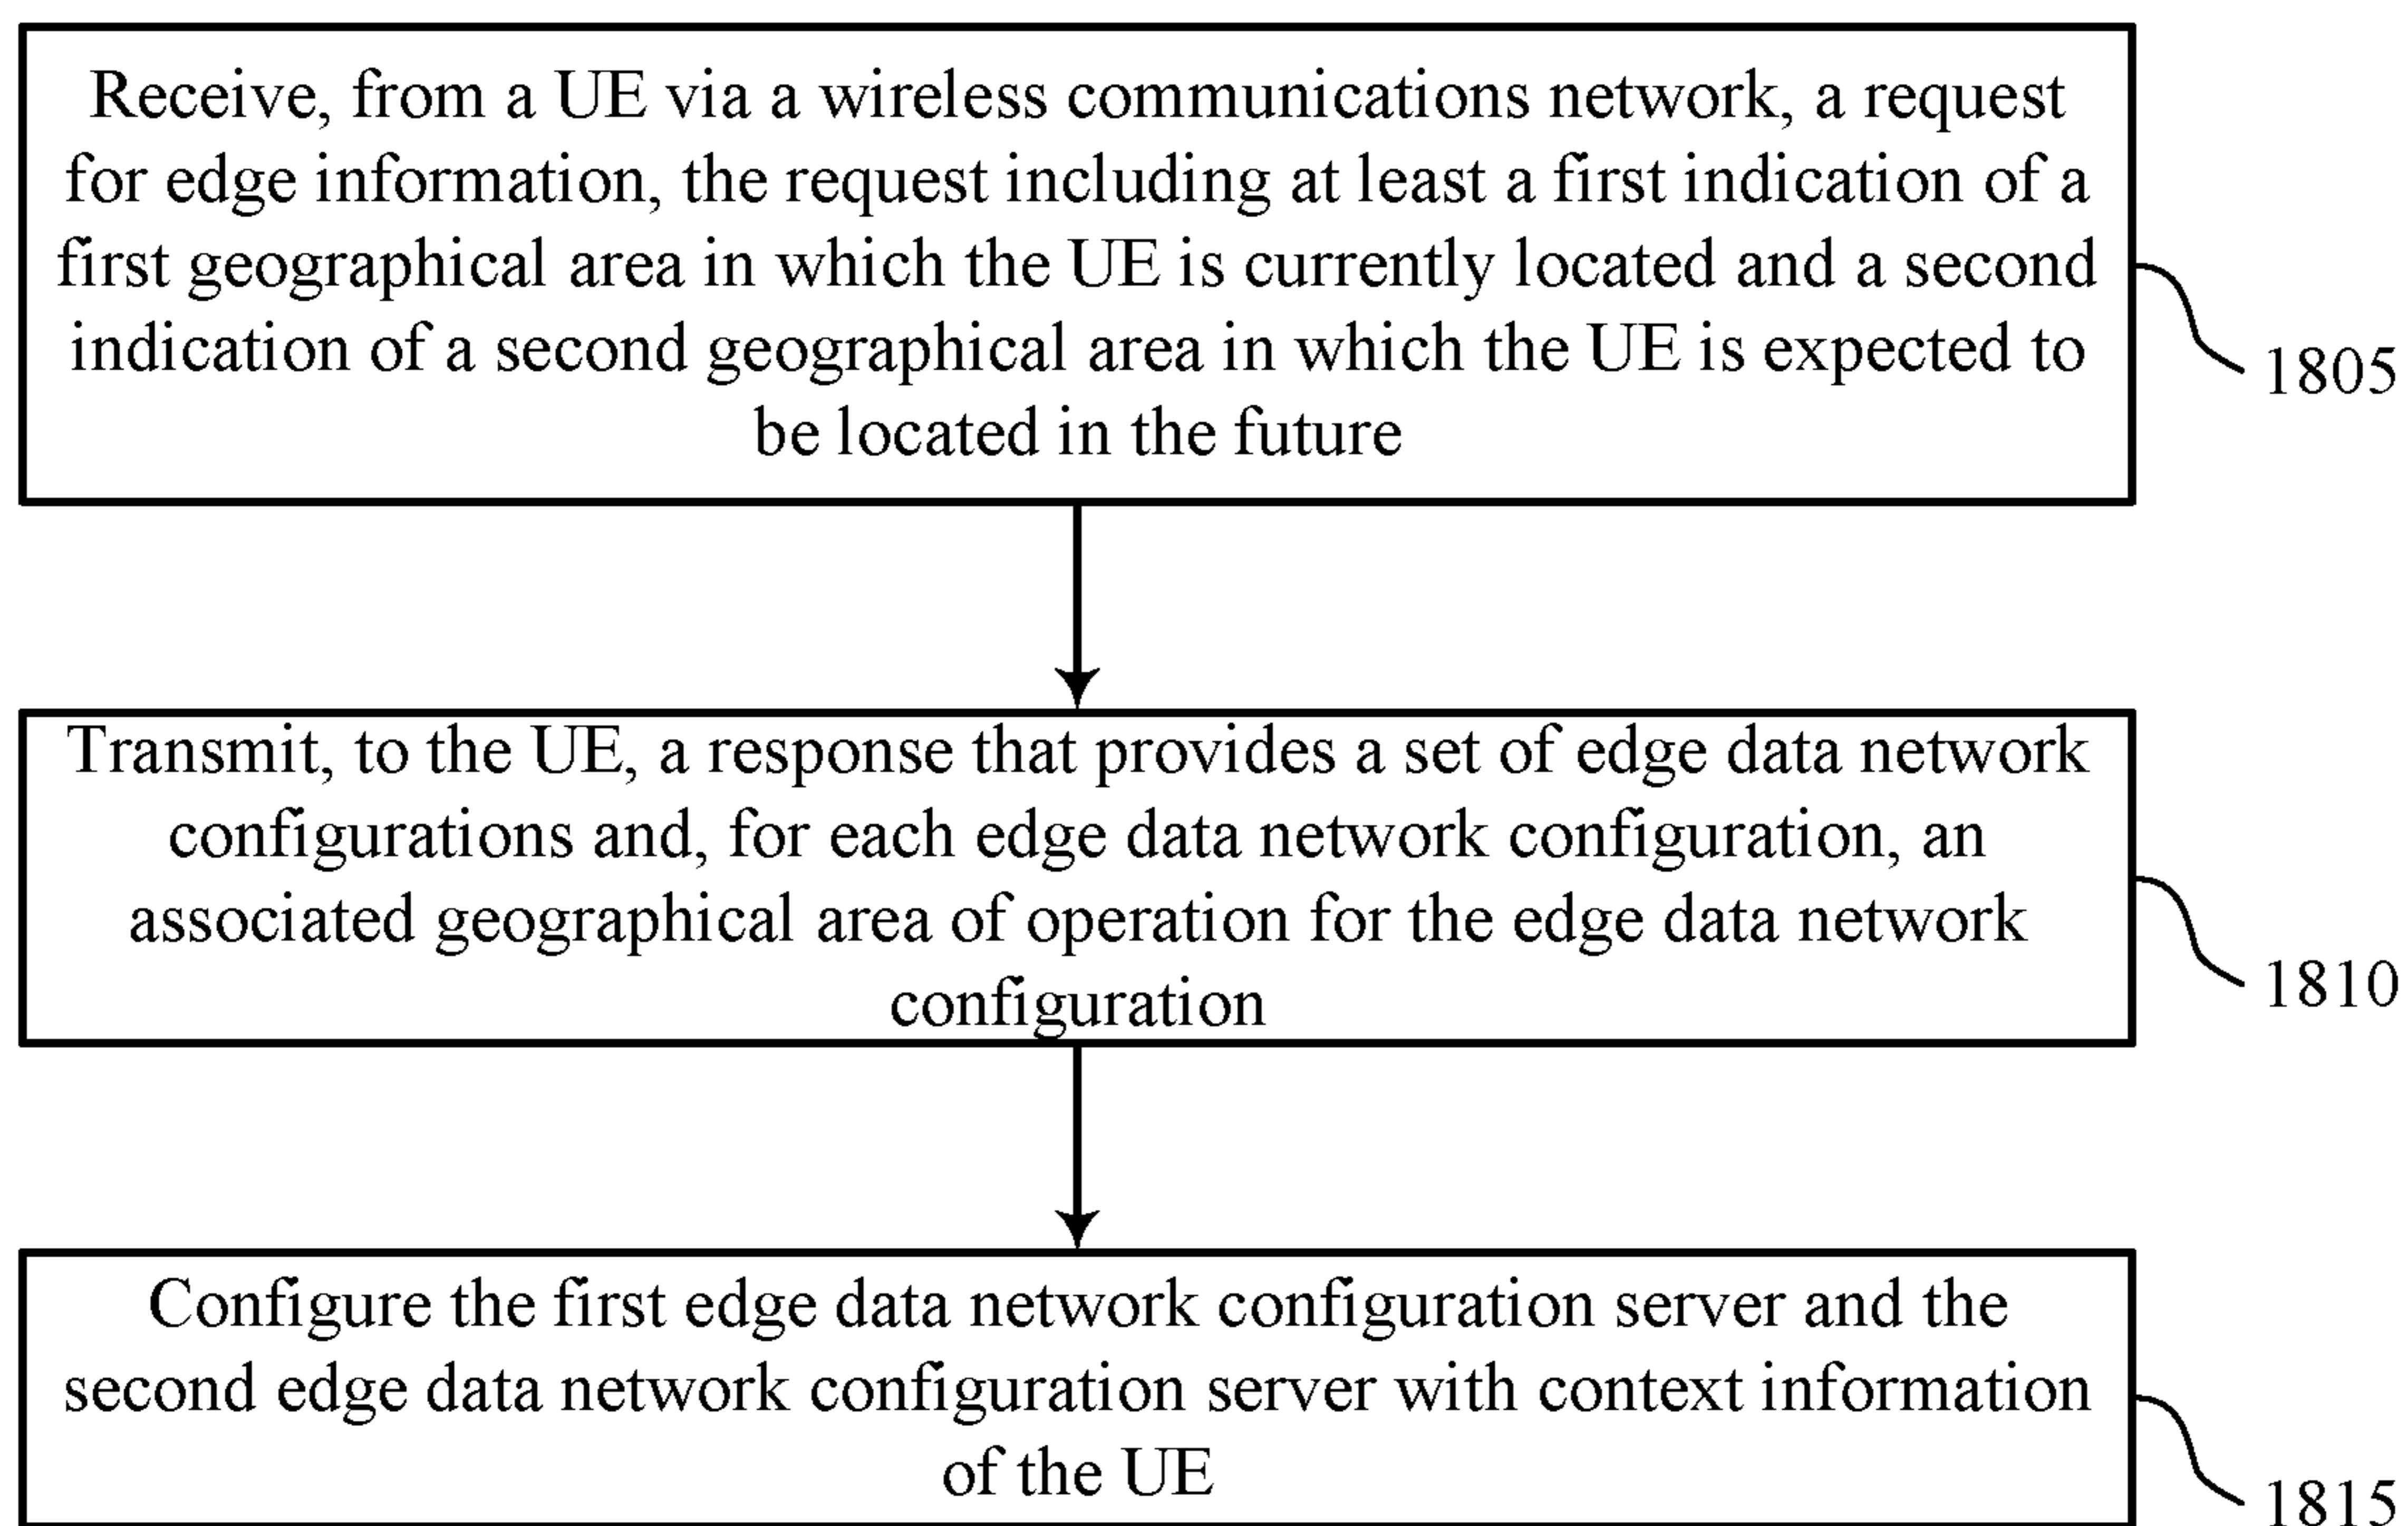 Receive, from a UE via a wireless communications network, a request
for edge information, the request including at least a first indication of a
first geographical area in which the UE is currently located and a second
indication of a second geographical area in which the UE is expected to
be located in the future
1805
Transmit, to the UE, a response that provides a set of edge data network
configurations and, for each edge data network configuration, an
associated geographical area of operation for the edge data network
configuration
1810
Configure the first edge data network configuration server and the
second edge data network configuration server with context information
of the UE
1815